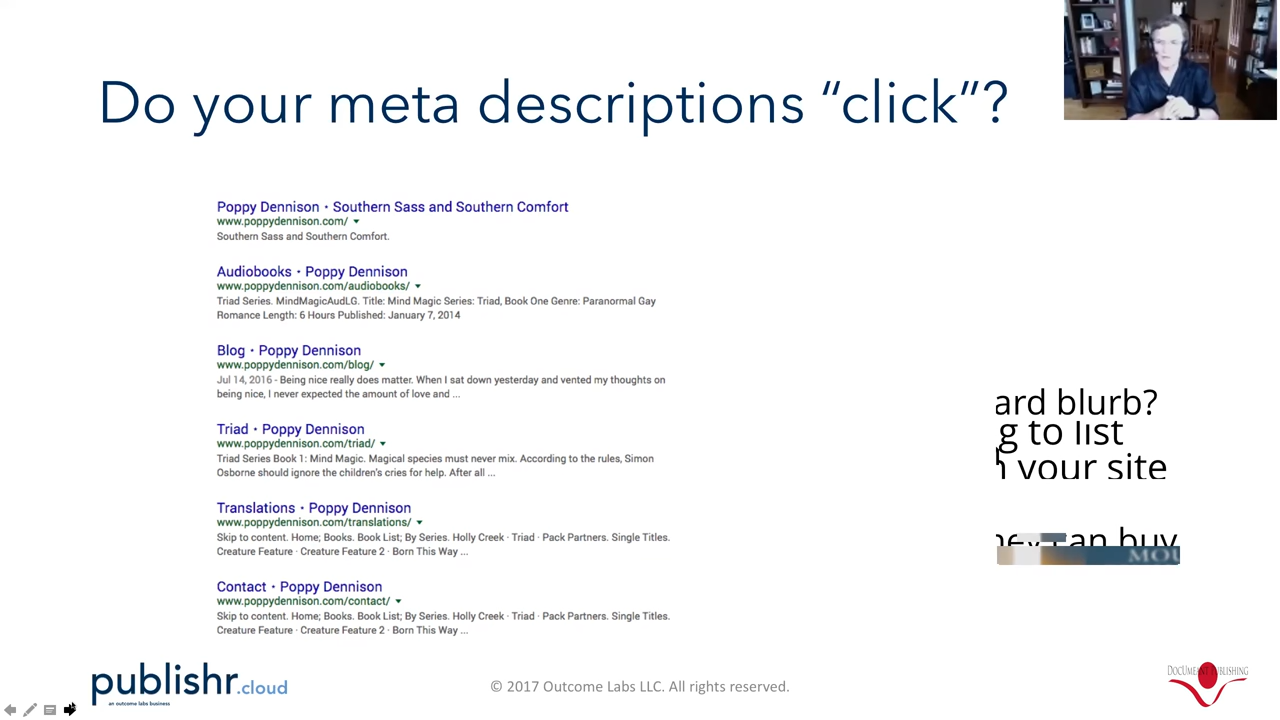 Do your meta descriptions “click”?
Poppy Dennison • Southern Sass and Southern Comfort
www.poppydennison.com/
Southern Sass and Southern Comfort.
Audiobooks • Poppy Dennison
www.poppydennison.com/audiobooks/
Triad Series. MindMagicAudLG. Title: Mind Magic Series: Triad, Book One Genre: Paranormal Gay
Romance Length: 6 Hours Published: January 7, 2014
Blog • Poppy Dennison
www.poppydennison.com/blog/
Jul 14, 2016 - Being nice really does matter. When I sat down yesterday and vented my thoughts on
being nice, I never expected the amount of love and ...
Triad • Poppy Dennison
www.poppydennison.com/triad/
Triad Series Book 1: Mind Magic. Magical species must never mix. According to the rules, Simon
Osborne should ignore the children's cries for help. After all ...
Translations • Poppy Dennison
www.poppydennison.com/translations/
Skip to content. Home; Books. Book List; By Series. Holly Creek · Triad · Pack Partners. Single Titles.
Creature Feature · Creature Feature 2 · Born This Way ...
Contact • Poppy Dennison
www.poppydennison.com/contact/
Skip to content. Home; Books. Book List; By Series. Holly Creek · Triad · Pack Partners. Single Titles.
Creature Feature · Creature Feature 2 · Born This Way ...
ard blurb?
g to list
your site
an buy
MOU
publishr.cloud
an outcome labs business
© 2017 Outcome Labs LLC. All rights reserved.
DOCUMEANT PUBLISHING